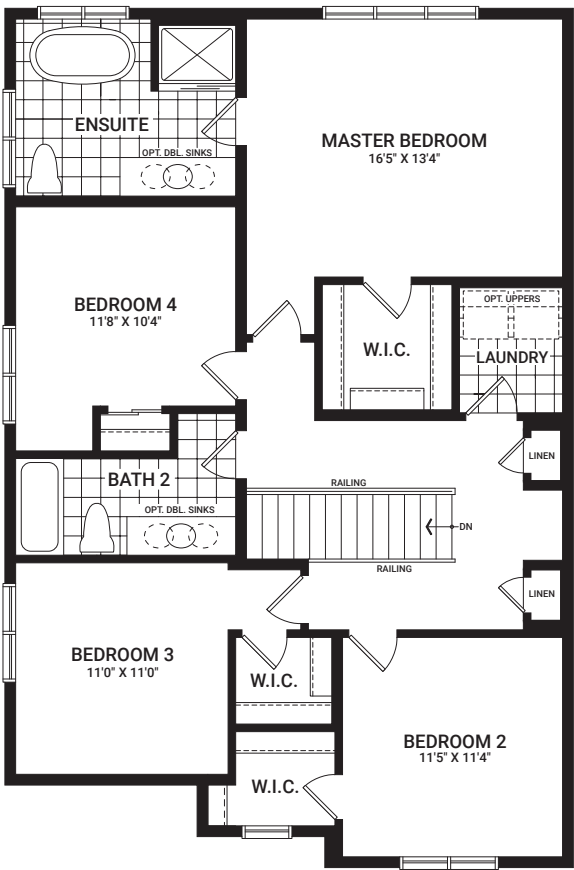 ENSUITE
OPT. DBL. SINKS
MASTER BEDROOM
16'5" X 13'4"
BEDROOM 4
11'8" X 10'4"
W.I.C.
OPT. UPPERS
LAUNDRY
LINEN
BATH 2
OPT. DBL. SINKS
RAILING
DN
RAILING
LINEN
BEDROOM 3
11'0" X 11'0"
W.I.C.
BEDROOM 2
11'5" X 11'4"
W.I.C.